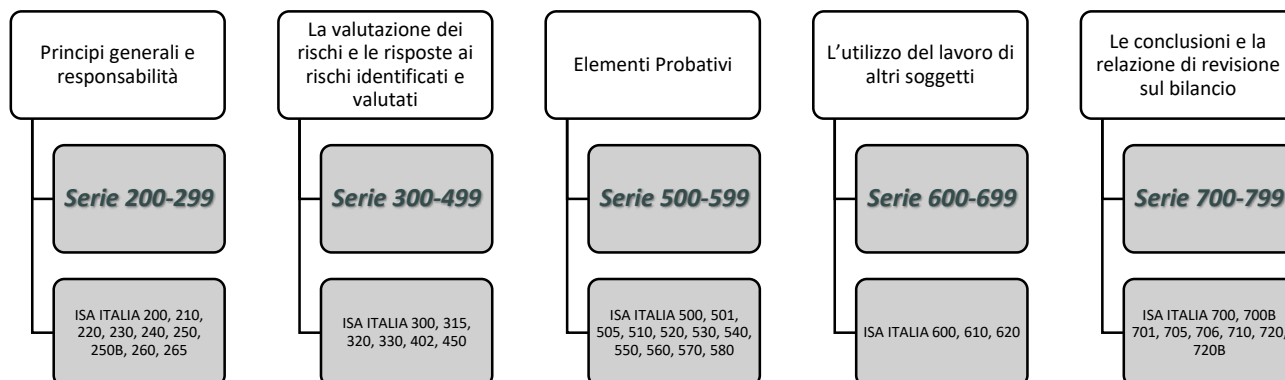 Principi generali e
responsabilità
Serie 200-299
ISA ITALIA 200, 210,
220, 230, 240, 250,
250B, 260, 265
La valutazione dei
rischi e le risposte ai
rischi identificati e
valutati
Serie 300-499
ISA ITALIA 300, 315,
320, 330, 402, 450
Elementi Probativi
Serie 500-599
ISA ITALIA 500, 501,
505, 510, 520, 530, 540,
550, 560, 570, 580
L'utilizzo del lavoro di
altri soggetti
Serie 600-699
ISA ITALIA 600, 610, 620
Le conclusioni e la
relazione di revisione
sul bilancio
Serie 700-799
ISA ITALIA 700, 700B
701, 705, 706, 710, 720,
720B